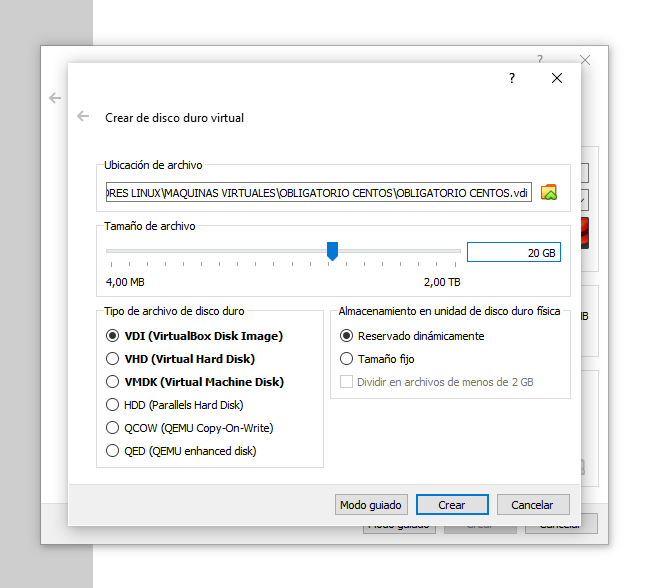 Crear de disco duro virtual
Ubicación de archivo
LINUX\MAQUINAS VIRTUALES\OBLIGATORIO CENTOS\OBLIGATORIO CENTOS.vdi
Tamaño de archivo
20 GB
4,00 MB 2,00 TB
Tipo de archivo de disco duro
VDI (VirtualBox Disk Image)
VHD (Virtual Hard Disk)
VMDK (Virtual Machine Disk)
HDD (Parallels Hard Disk)
QCOW (QEMU Copy-On-Write)
QED (QEMU enhanced disk)
Almacenamiento en unidad de disco duro física
Reservado dinámicamente
Tamaño fijo
Dividir en archivos de menos de 2 GB
Modo guiado Crear Cancelar
Modo guiado Crear Cancelar